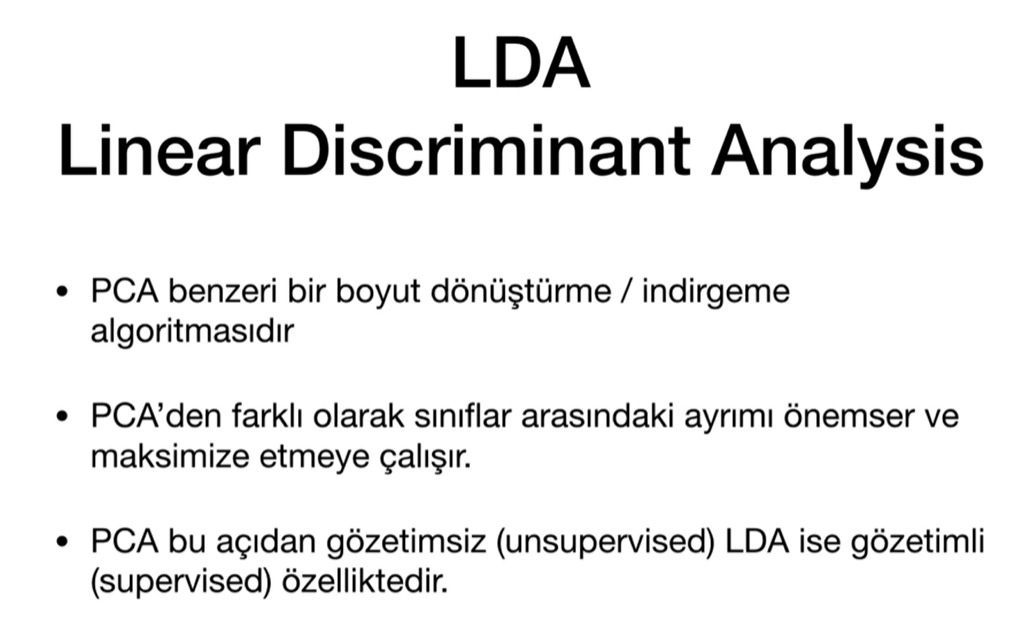 LDA
Linear Discriminant Analysis
• PCA benzeri bir boyut dönüştürme / indirgeme
algoritmasıdır
• PCA’den farklı olarak sınıflar arasındaki ayrımı önemser ve
maksimize etmeye çalışır.
• PCA bu açıdan gözetimsiz (unsupervised) LDA ise gözetimli
(supervised) özelliktedir.